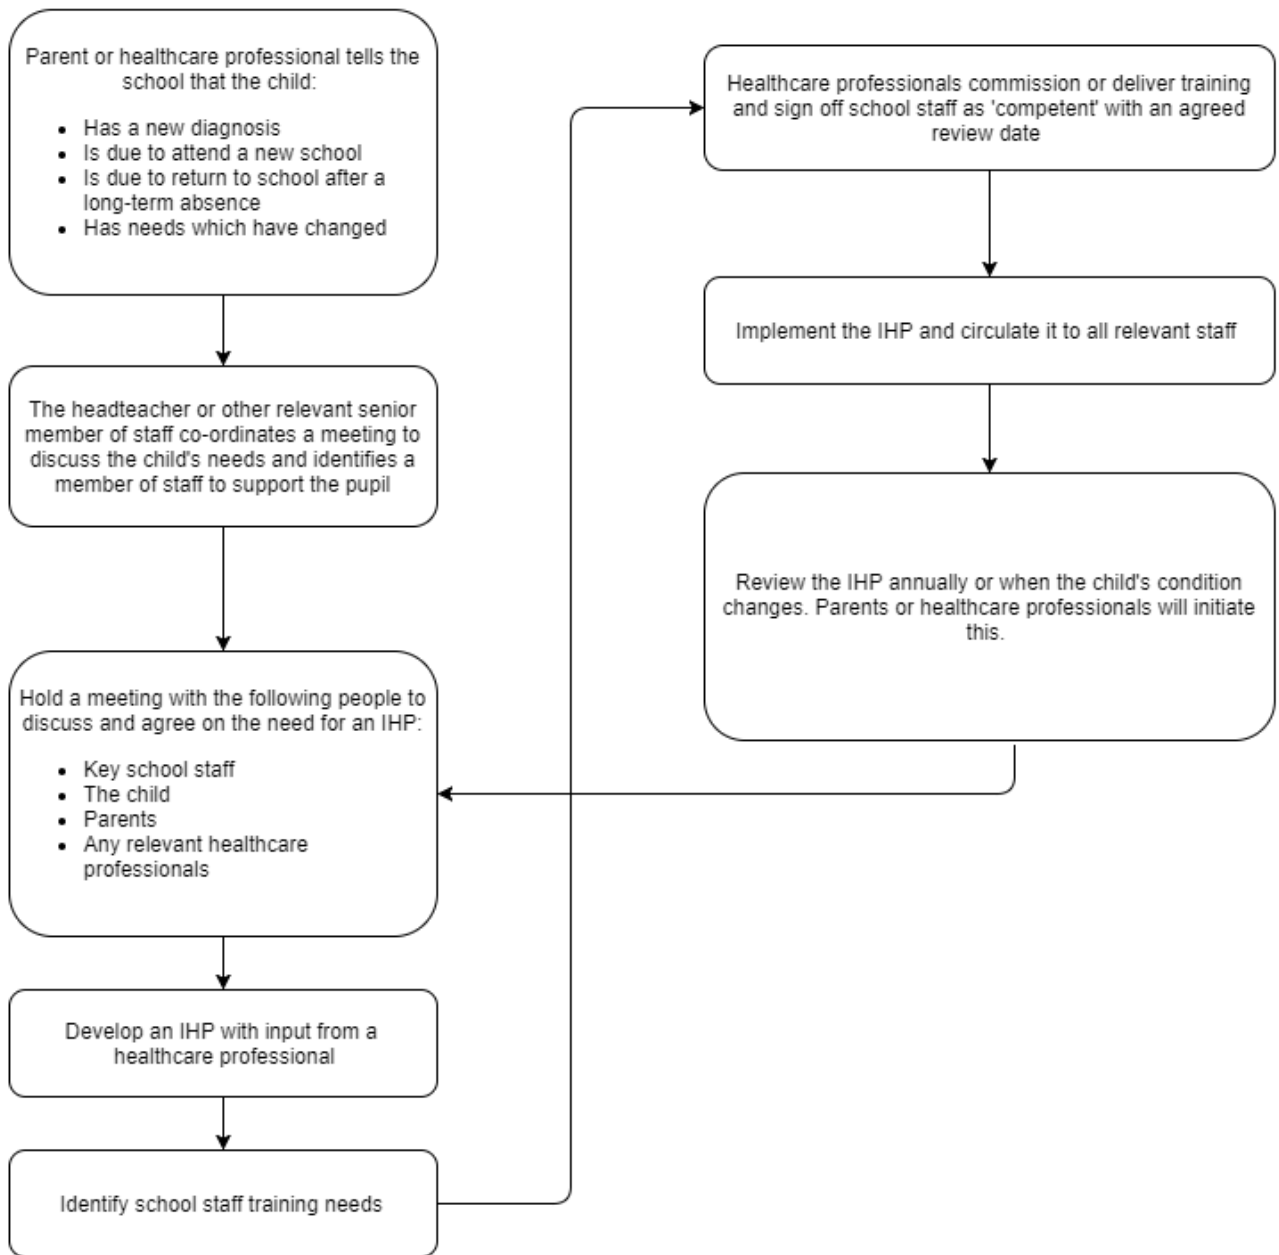 Parent or healthcare professional tells the
school that the child:
• Has a new diagnosis
• Is due to attend a new school
• Is due to return to school after a
long-term absence
• Has needs which have changed
The headteacher or other relevant senior
member of staff co-ordinates a meeting to
discuss the child's needs and identifies a
member of staff to support the pupil
Hold a meeting with the following people to
discuss and agree on the need for an IHP:
• Key school staff
• The child
• Parents
• Any relevant healthcare
professionals
Develop an IHP with input from a
healthcare professional
Identify school staff training needs
Healthcare professionals commission or deliver training
and sign off school staff as 'competent' with an agreed
review date
Implement the IHP and circulate it to all relevant staff
Review the IHP annually or when the child's condition
changes. Parents or healthcare professionals will initiate
this.